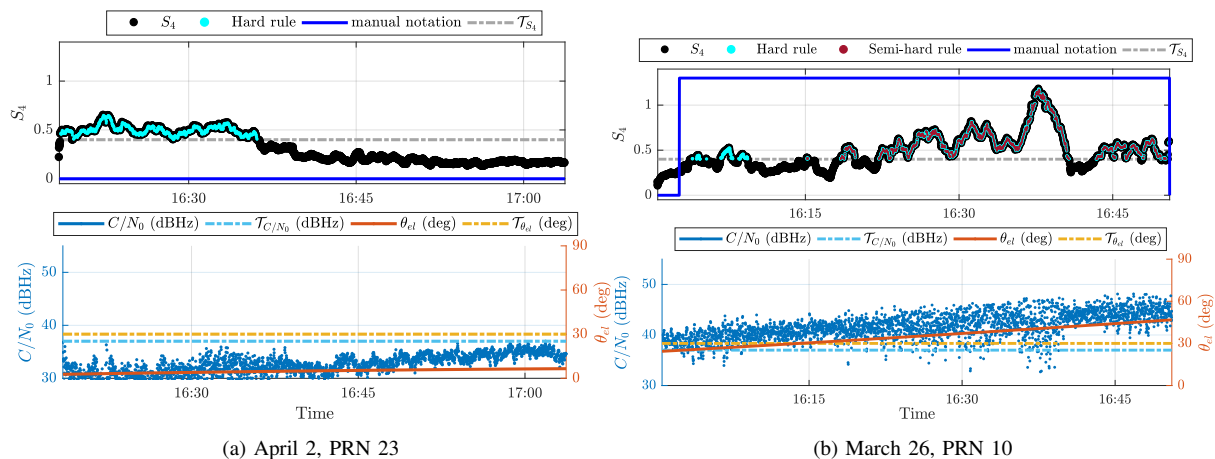 S4 Hard rule manual notation 𝒯S4
1
0.5
0
S4
16:30 16:45 17:00
C/N0 (dBHz) 𝒯C/N0 (dBHz) θel (deg) 𝒯θel (deg)
50
40
30
C/N0 (dBHz)
90
60
30
0
θel (deg)
16:30 16:45 17:00
Time
(a) April 2, PRN 23
S4 Hard rule Semi-hard rule manual notation 𝒯S4
1
0.5
0
S4
16:15 16:30 16:45
C/N0 (dBHz) 𝒯C/N0 (dBHz) θel (deg) 𝒯θel (deg)
50
40
30
C/N0 (dBHz)
90
60
30
0
θel (deg)
16:15 16:30 16:45
Time
(b) March 26, PRN 10